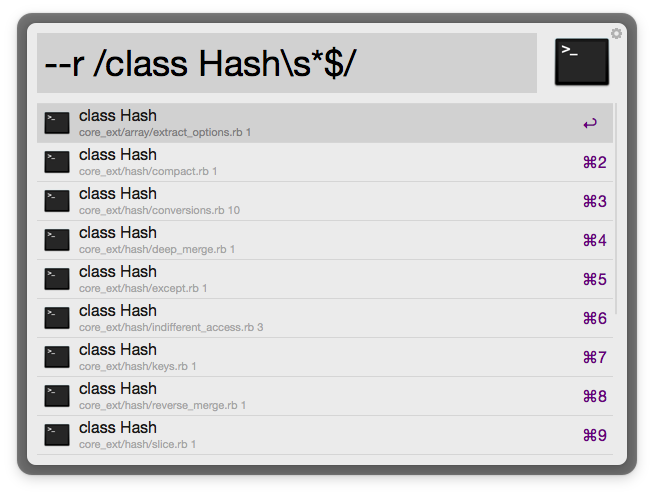 --r /class Hash\s*$/
>_
class Hash
core_ext/array/extract_options.rb 1
↩
class Hash
core_ext/hash/compact.rb 1
⌘2
class Hash
core_ext/hash/conversions.rb 10
⌘3
class Hash
core_ext/hash/deep_merge.rb 1
⌘4
class Hash
core_ext/hash/except.rb 1
⌘5
class Hash
core_ext/hash/indifferent_access.rb 3
⌘6
class Hash
core_ext/hash/keys.rb 1
⌘7
class Hash
core_ext/hash/reverse_merge.rb 1
⌘8
class Hash
core_ext/hash/slice.rb 1
⌘9